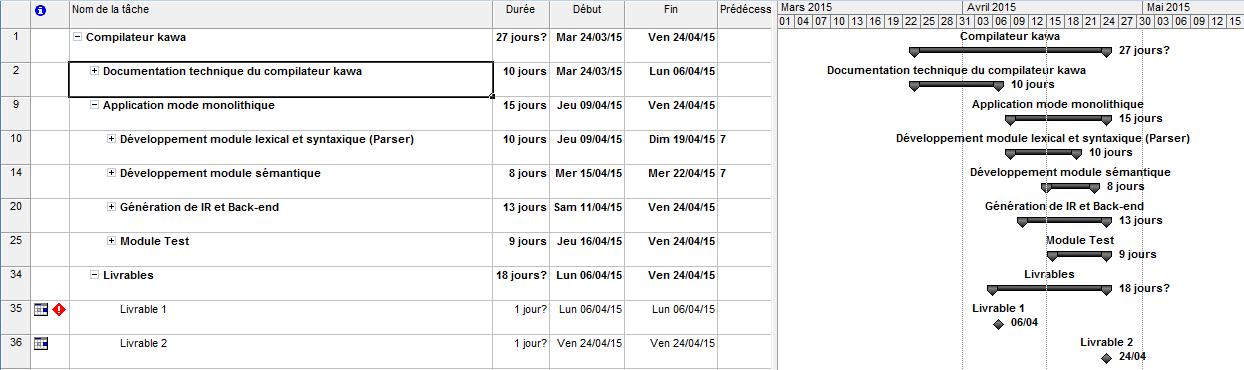 Nom de la tâche Durée Début Fin Prédécess Mars 2015 Avril 2015 Mai 2015
01 04 07 10 13 16 19 22 25 28 31 03 06 09 12 15 18 21 24 27 30 03 06 09 12 15
1 Compilateur kawa 27 jours? Mar 24/03/15 Ven 24/04/15 Compilateur kawa
27 jours?
2 Documentation technique du compilateur kawa 10 jours Mar 24/03/15 Lun 06/04/15 Documentation technique du compilateur kawa
10 jours
9 Application mode monolithique 15 jours Jeu 09/04/15 Ven 24/04/15 Application mode monolithique
15 jours
10 Développement module lexical et syntaxique (Parser) 10 jours Jeu 09/04/15 Dim 19/04/15 7 Développement module lexical et syntaxique (Parser)
10 jours
14 Développement module sémantique 8 jours Mer 15/04/15 Mer 22/04/15 7 Développement module sémantique
8 jours
20 Génération de IR et Back-end 13 jours Sam 11/04/15 Ven 24/04/15 Génération de IR et Back-end
13 jours
25 Module Test 9 jours Jeu 16/04/15 Ven 24/04/15 Module Test
9 jours
34 Livrables 18 jours? Lun 06/04/15 Ven 24/04/15 Livrables
18 jours?
35 Livrable 1 1 jour? Lun 06/04/15 Lun 06/04/15 Livrable 1
06/04
36 Livrable 2 1 jour? Ven 24/04/15 Ven 24/04/15 Livrable 2
24/04